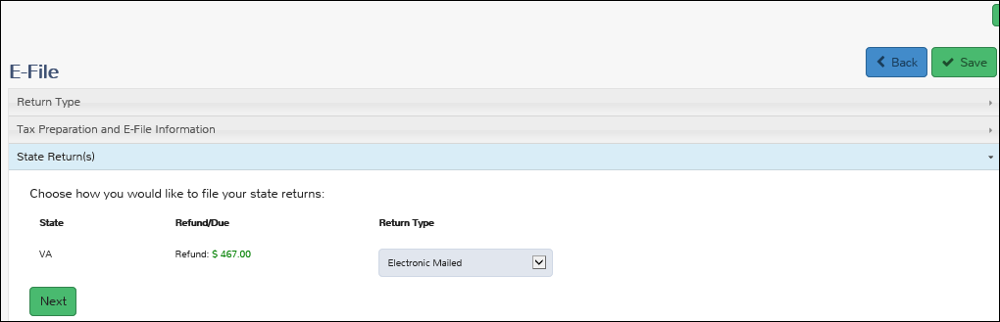 Back
Save
E-File
Return Type
Tax Preparation and E-File Information
State Return(s)
Choose how you would like to file your state returns:
State Refund/Due Return Type
VA Refund: $ 467.00 Electronic Mailed
Next